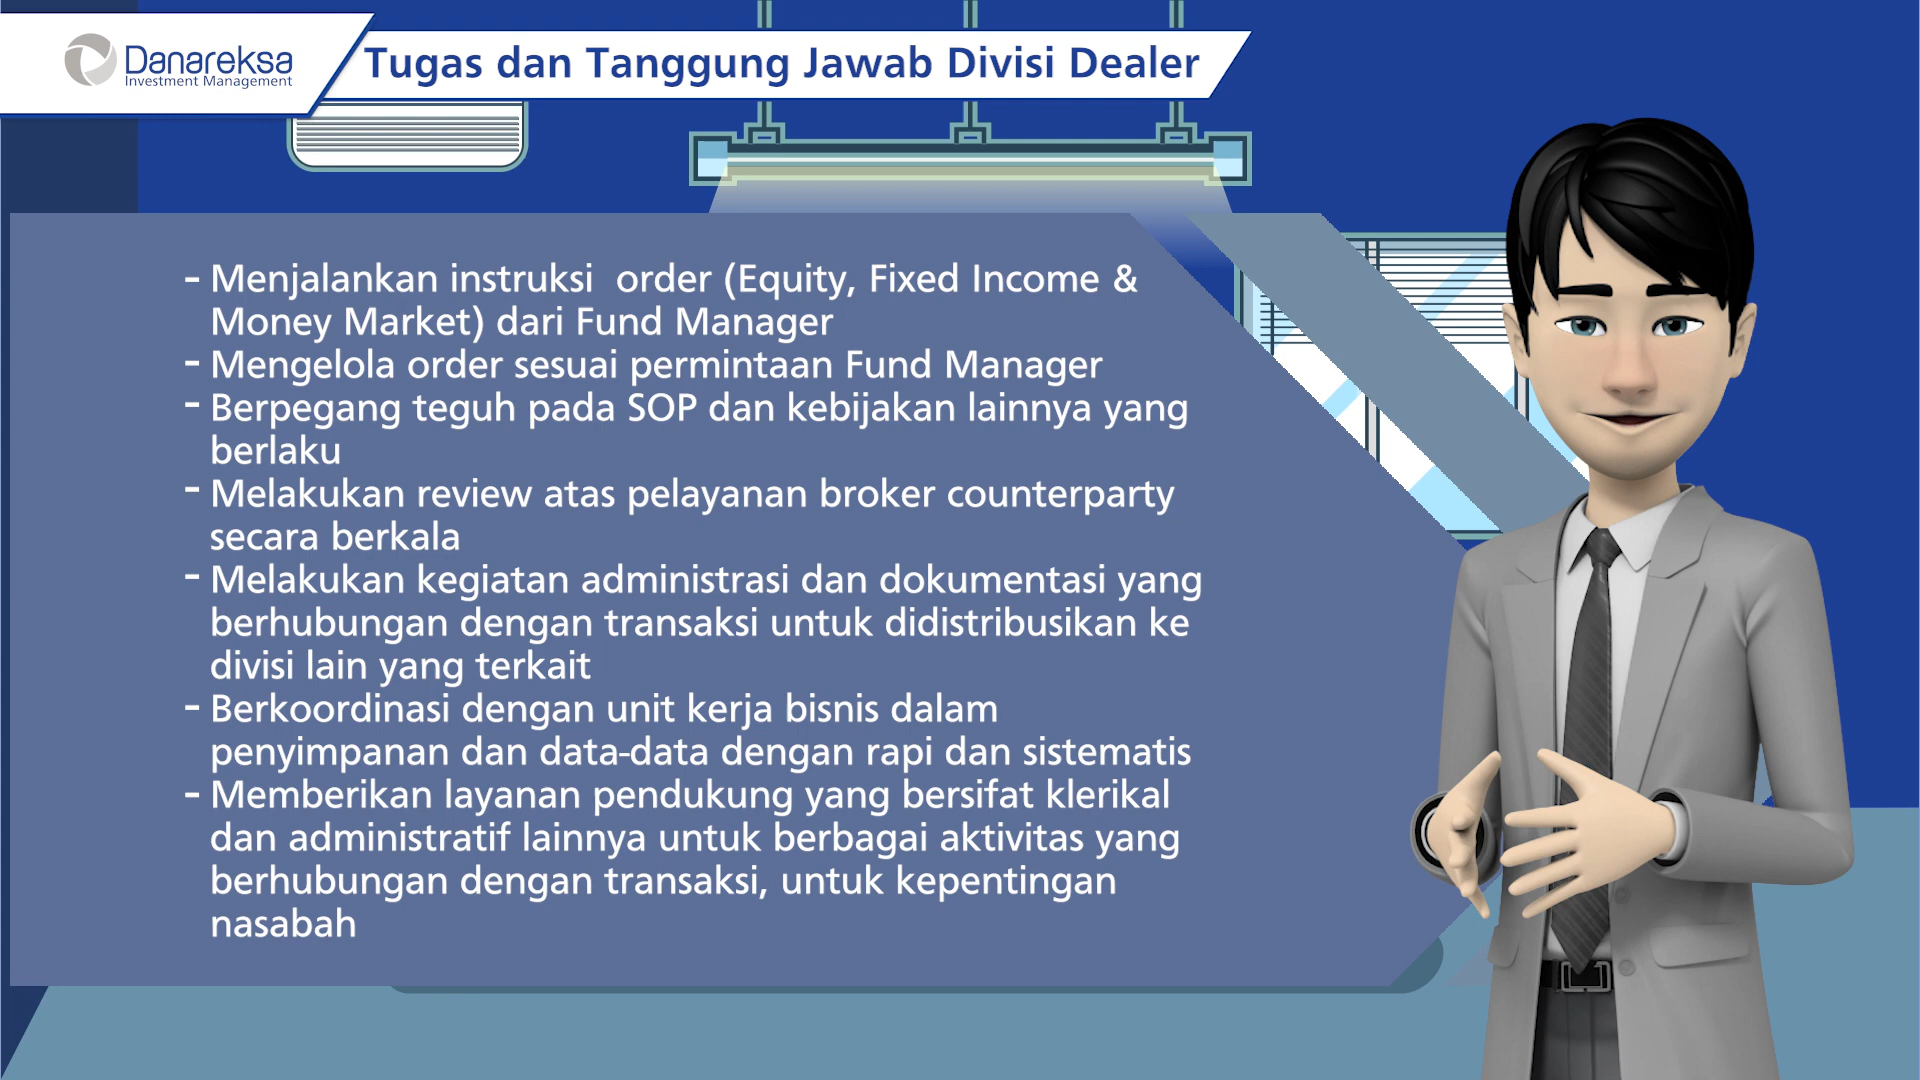 Danareksa
Investment Management
Tugas dan Tanggung Jawab Divisi Dealer
- Menjalankan instruksi  order (Equity, Fixed Income &
Money Market) dari Fund Manager
- Mengelola order sesuai permintaan Fund Manager
- Berpegang teguh pada SOP dan kebijakan lainnya yang
berlaku
- Melakukan review atas pelayanan broker counterparty
secara berkala
- Melakukan kegiatan administrasi dan dokumentasi yang
berhubungan dengan transaksi untuk didistribusikan ke
divisi lain yang terkait
- Berkoordinasi dengan unit kerja bisnis dalam
penyimpanan dan data-data dengan rapi dan sistematis
- Memberikan layanan pendukung yang bersifat klerikal
dan administratif lainnya untuk berbagai aktivitas yang
berhubungan dengan transaksi, untuk kepentingan
nasabah